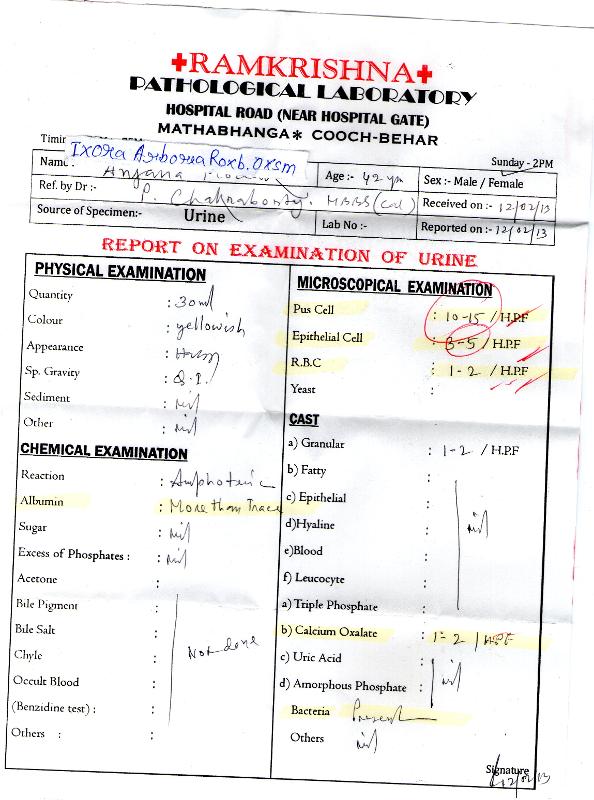 +RAMKRISHNA+
PATHOLOGICAL LABORATORY
HOSPITAL ROAD (NEAR HOSPITAL GATE)
MATHABHANGA* COOCH-BEHAR
Sunday - 2PM
Ixora Arborea Roxb. 0xsm
Name :- Anjana
Age :- 42 yrs
Sex :- Male / Female
Ref. by Dr :- P. Chakraborty. MBBS (Cal)
Received on :- 12/02/13
Source of Specimen:- Urine
Lab No :-
Reported on :- 12/02/13
REPORT ON EXAMINATION OF URINE
PHYSICAL EXAMINATION
Quantity : 30ml
Colour : yellowish
Appearance : Hazy
Sp. Gravity : Q.I.
Sediment : nil
Other : nil
CHEMICAL EXAMINATION
Reaction : Amphoteric
Albumin : More than Trace
Sugar : nil
Excess of Phosphates : nil
Acetone :
Bile Pigment :
Bile Salt :
Chyle :
Not done
Occult Blood :
(Benzidine test) :
Others : :
MICROSCOPICAL EXAMINATION
Pus Cell : 10-15 / H.P.F
Epithelial Cell : 3-5 / H.P.F
R.B.C : 1-2 / H.P.F
Yeast :
CAST
a) Granular : 1-2 / H.P.F
b) Fatty :
c) Epithelial :
d) Hyaline : nil
e) Blood :
f) Leucocyte :
a) Triple Phosphate :
b) Calcium Oxalate : 1-2 / H.P.F
c) Uric Acid :
d) Amorphous Phosphate : nil
Bacteria Present
Others nil
Signature
12/02/13